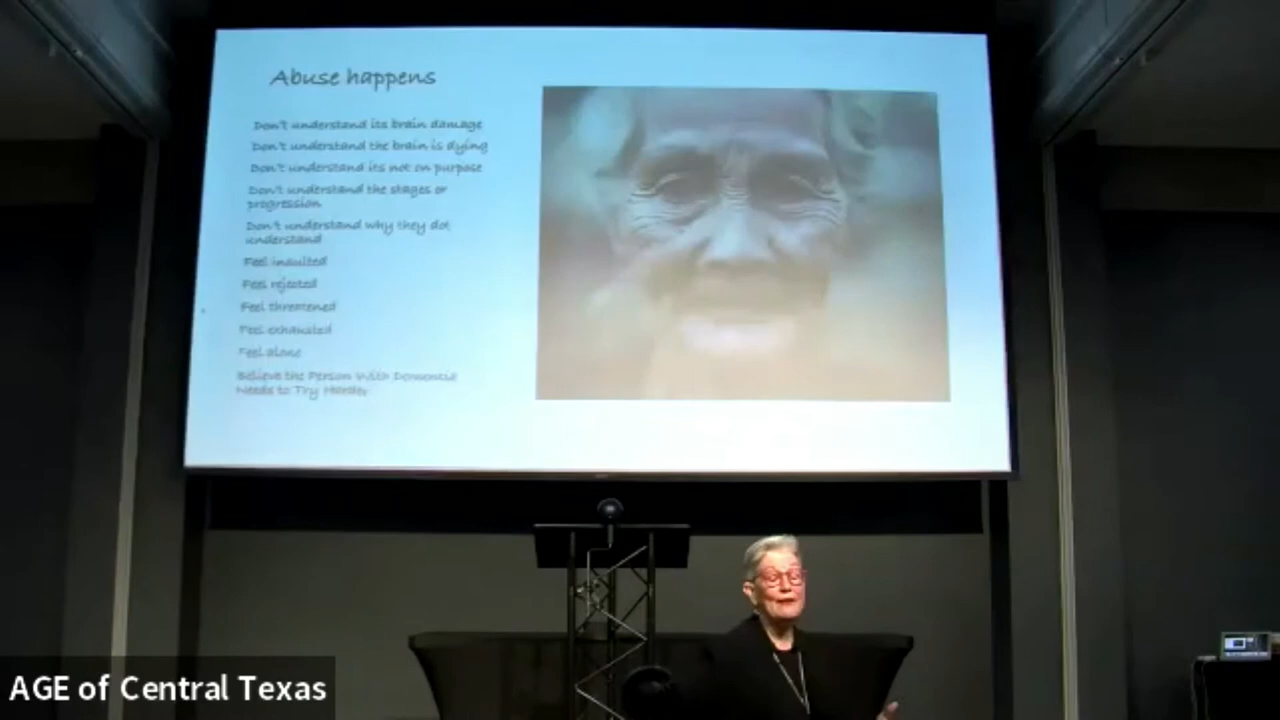 Abuse happens
Don't understand its brain damage
Don't understand the brain is dying
Don't understand its not on purpose
Don't understand the stages or
progression
Don't understand why they dot
understand
Feel insulted
Feel rejected
Feel threatened
Feel exhausted
Feel alone
Believe the Person With Dementia
Needs to Try Harder
AGE of Central Texas